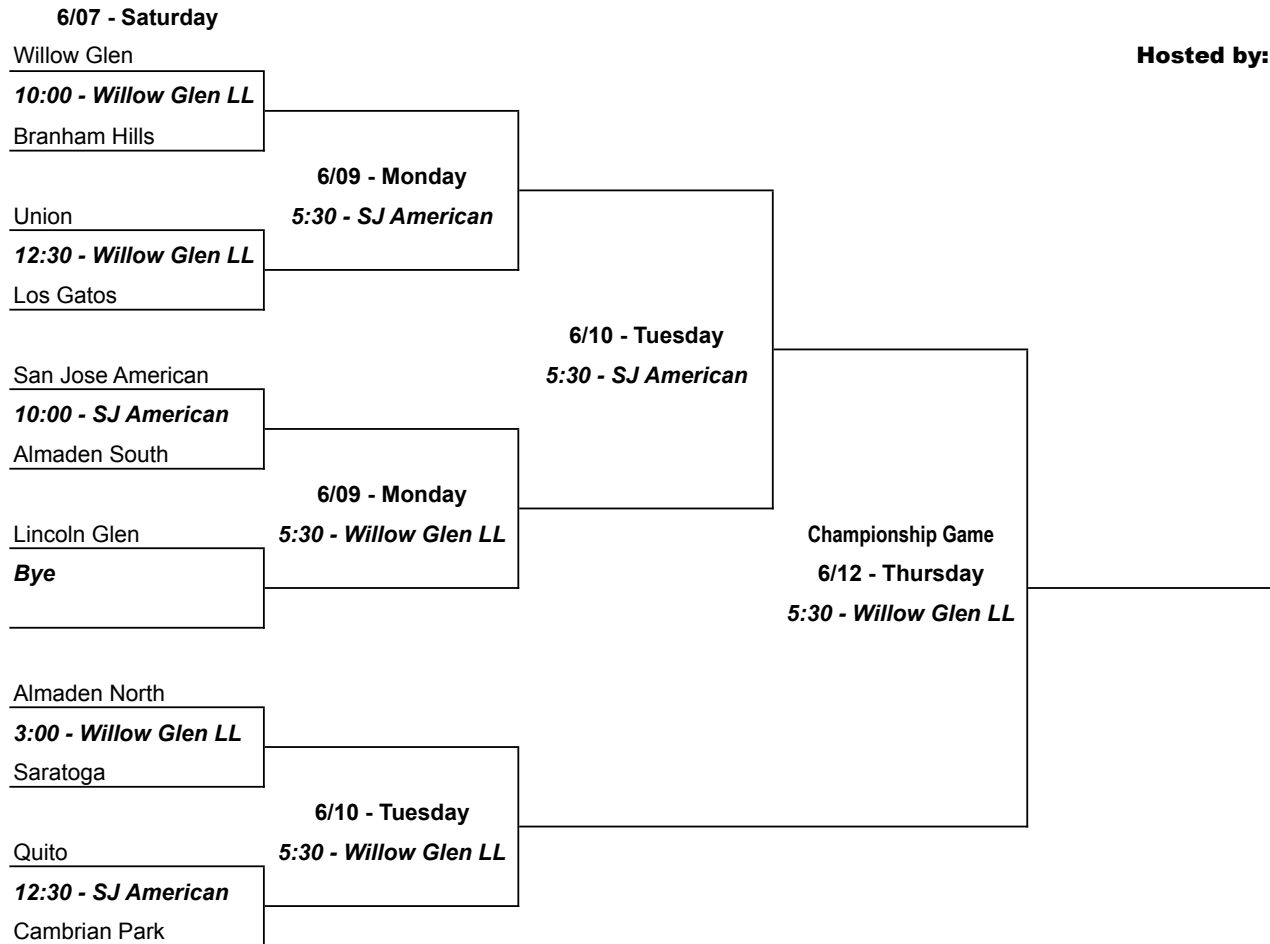 6/07 - Saturday
Willow Glen
Hosted by:
10:00 - Willow Glen LL
Branham Hills
6/09 - Monday
Union
5:30 - SJ American
12:30 - Willow Glen LL
Los Gatos
6/10 - Tuesday
San Jose American
5:30 - SJ American
10:00 - SJ American
Almaden South
6/09 - Monday
Lincoln Glen
5:30 - Willow Glen LL
Championship Game
Bye
6/12 - Thursday
5:30 - Willow Glen LL
Almaden North
3:00 - Willow Glen LL
Saratoga
6/10 - Tuesday
Quito
5:30 - Willow Glen LL
12:30 - SJ American
Cambrian Park